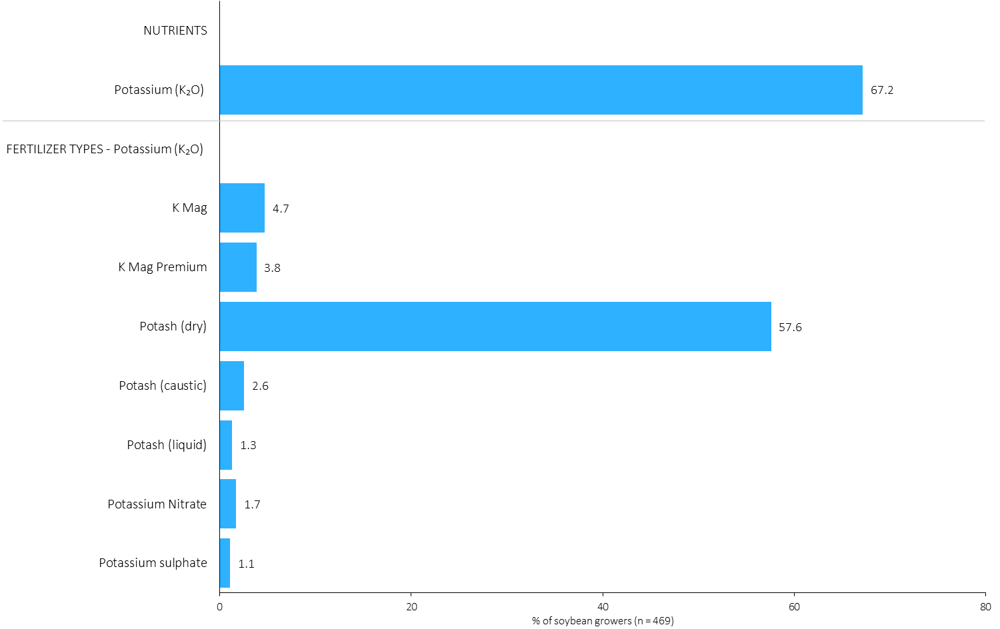 NUTRIENTS
Potassium (K₂O)
67.2
FERTILIZER TYPES - Potassium (K₂O)
K Mag
4.7
K Mag Premium
3.8
Potash (dry)
57.6
Potash (caustic)
2.6
Potash (liquid)
1.3
Potassium Nitrate
1.7
Potassium sulphate
1.1
0 20 40 60 80
% of soybean growers (n = 469)